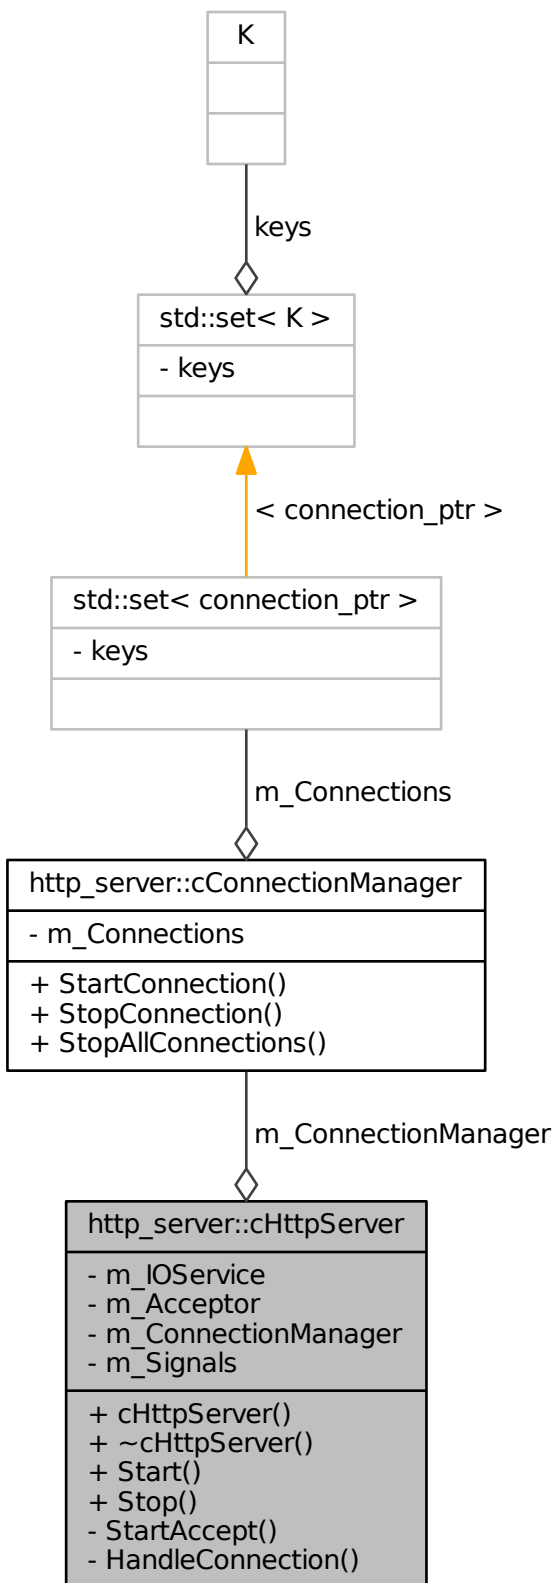 K
keys
std::set< K >
- keys
< connection_ptr >
std::set< connection_ptr >
- keys
m_Connections
http_server::cConnectionManager
- m_Connections
+ StartConnection()
+ StopConnection()
+ StopAllConnections()
m_ConnectionManager
http_server::cHttpServer
- m_IOService
- m_Acceptor
- m_ConnectionManager
- m_Signals
+ cHttpServer()
+ ~cHttpServer()
+ Start()
+ Stop()
- StartAccept()
- HandleConnection()